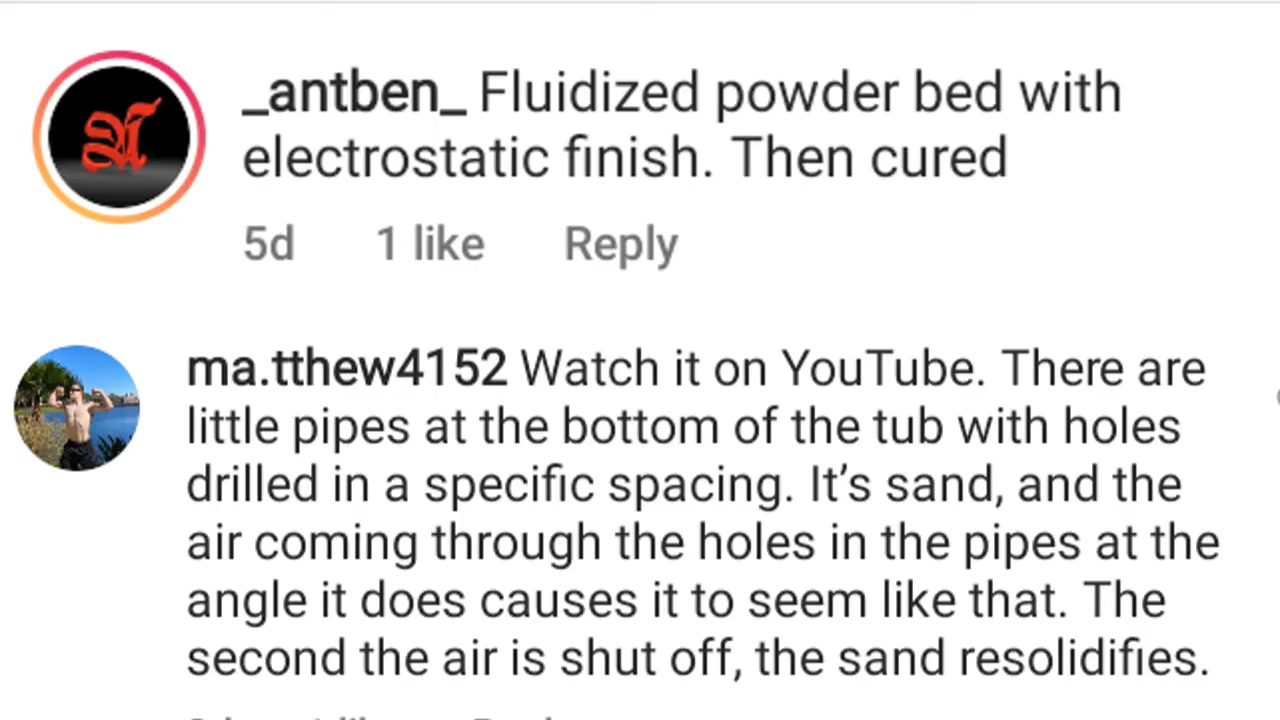 _antben_ Fluidized powder bed with
electrostatic finish. Then cured
5d 1 like Reply
ma.tthew4152 Watch it on YouTube. There are
little pipes at the bottom of the tub with holes
drilled in a specific spacing. It’s sand, and the
air coming through the holes in the pipes at the
angle it does causes it to seem like that. The
second the air is shut off, the sand resolidifies.